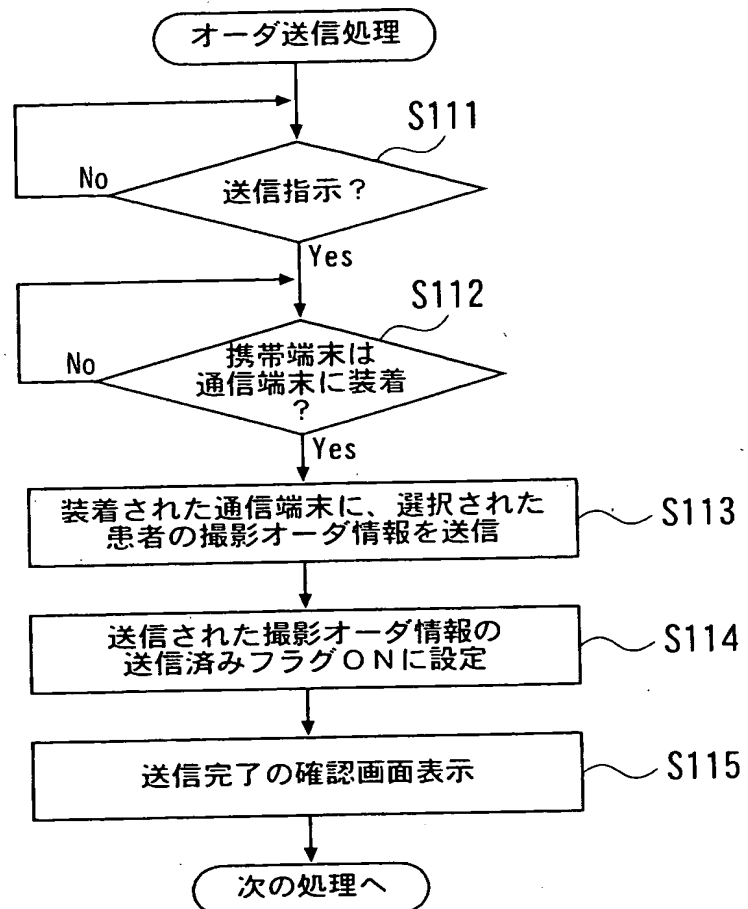 オーダ送信処理
S111
No
送信指示？
Yes
S112
No
携帯端末は
通信端末に装着
？
Yes
装着された通信端末に、選択された
患者の撮影オーダ情報を送信
S113
送信された撮影オーダ情報の
送信済みフラグＯＮに設定
S114
送信完了の確認画面表示
S115
次の処理へ